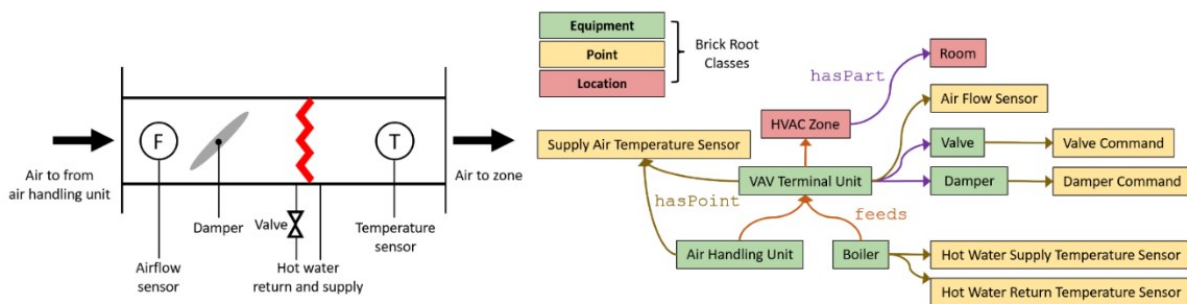 F
T
Air to from
air handling unit
Air to zone
Damper
Valve
Temperature
sensor
Airflow
sensor
Hot water
return and supply
Equipment
Point
Location
Brick Root
Classes
hasPart
Room
Air Flow Sensor
HVAC Zone
Supply Air Temperature Sensor
Valve
Valve Command
VAV Terminal Unit
Damper
Damper Command
hasPoint
feeds
Air Handling Unit
Boiler
Hot Water Supply Temperature Sensor
Hot Water Return Temperature Sensor